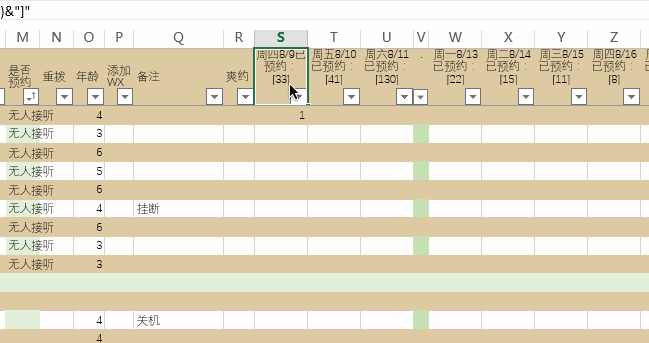 )&"]"
M N O P Q R S T U V W X Y Z
是否预约 重拨 年龄 添加WX 备注 爽约 周四8/9已预约：[33] 周五8/10已预约：[41] 周六8/11已预约：[130] . 周一8/13已预约：[22] 周二8/14已预约：[15] 周三8/15已预约：[11] 周四8/16已预约：[8]
无人接听 4 1
无人接听 3
无人接听 6
无人接听 5
无人接听 6
无人接听 4 挂断
无人接听 6
无人接听 3
无人接听 3
4 关机
4